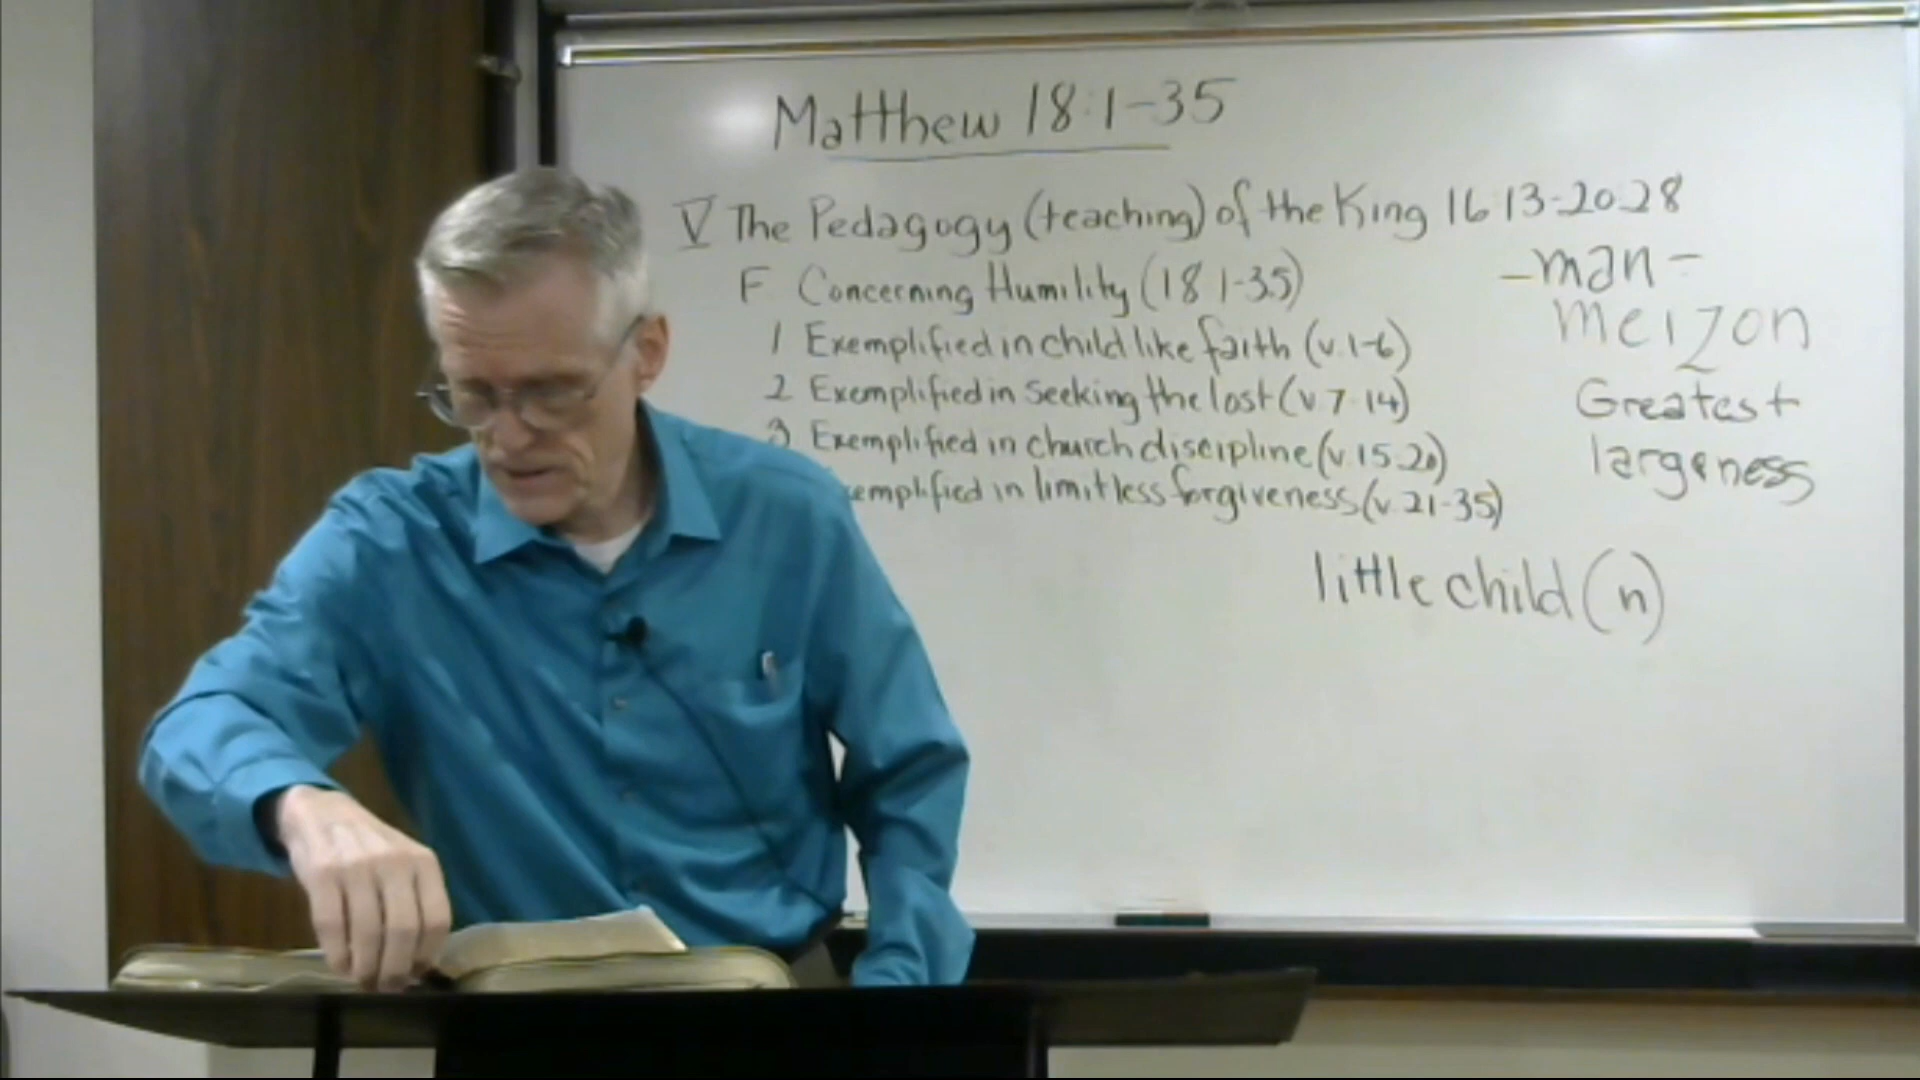 Matthew 18:1-35
V The Pedagogy (teaching) of the King 16 13-20 28
F Concerning Humility (18 1-35)
1 Exemplified in child like faith (v. 1-6)
2 Exemplified in seeking the lost (v 7-14)
3 Exemplified in church discipline (v. 15-20)
emplified in limitless forgiveness (v. 21-35)
-man-
meizon
Greatest
largeness
little child (n)